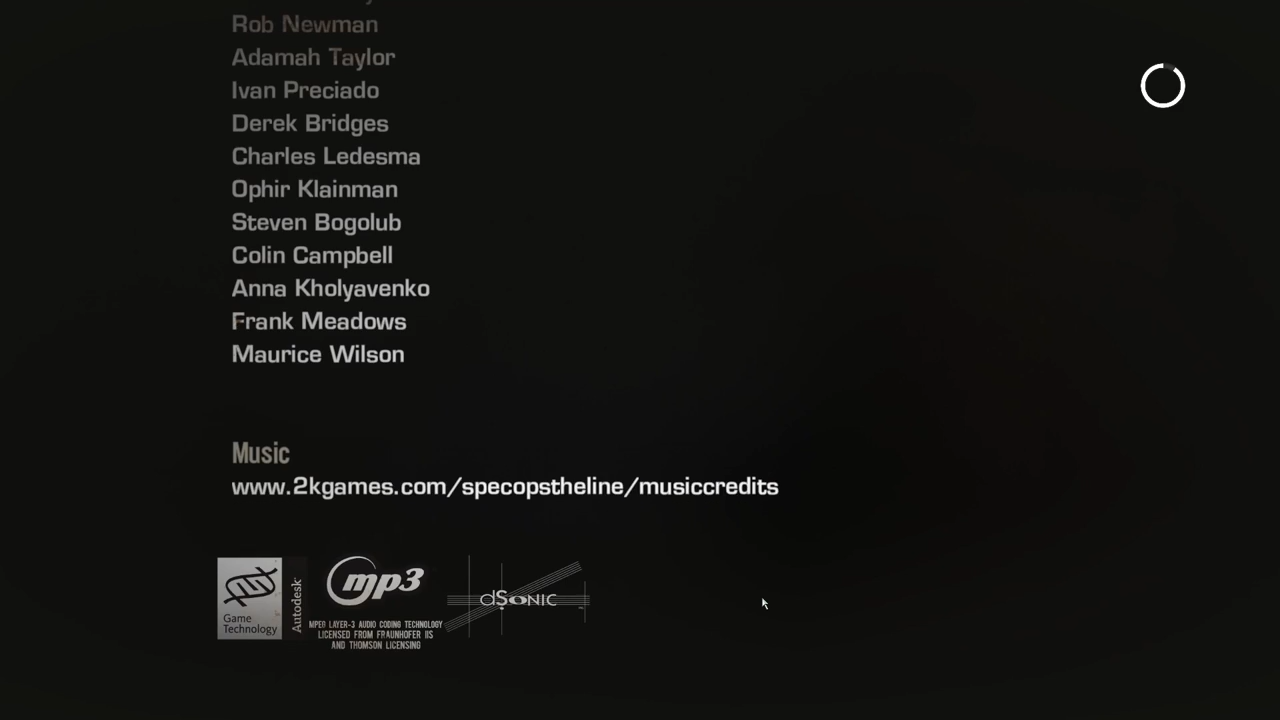 Rob Newman
Adamah Taylor
Ivan Preciado
Derek Bridges
Charles Ledesma
Ophir Klainman
Steven Bogolub
Colin Campbell
Anna Kholyavenko
Frank Meadows
Maurice Wilson
Music
www.2kgames.com/specopstheline/musiccredits
Game
Technology
Autodesk
mp3
MPEG LAYER-3 AUDIO CODING TECHNOLOGY
LICENSED FROM FRAUNHOFER IIS
AND THOMSON LICENSING
dSONIC